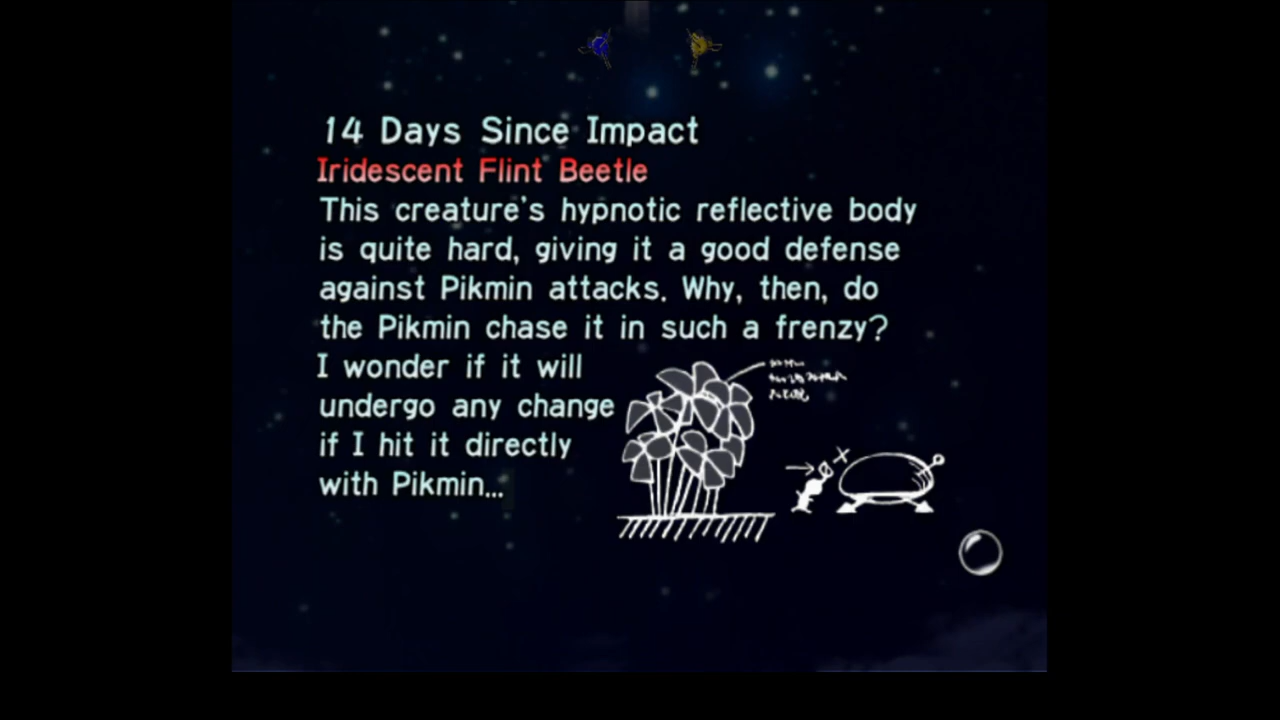 14 Days Since Impact
Iridescent Flint Beetle
This creature's hypnotic reflective body
is quite hard, giving it a good defense
against Pikmin attacks. Why, then, do
the Pikmin chase it in such a frenzy?
I wonder if it will
undergo any change
if I hit it directly
with Pikmin...